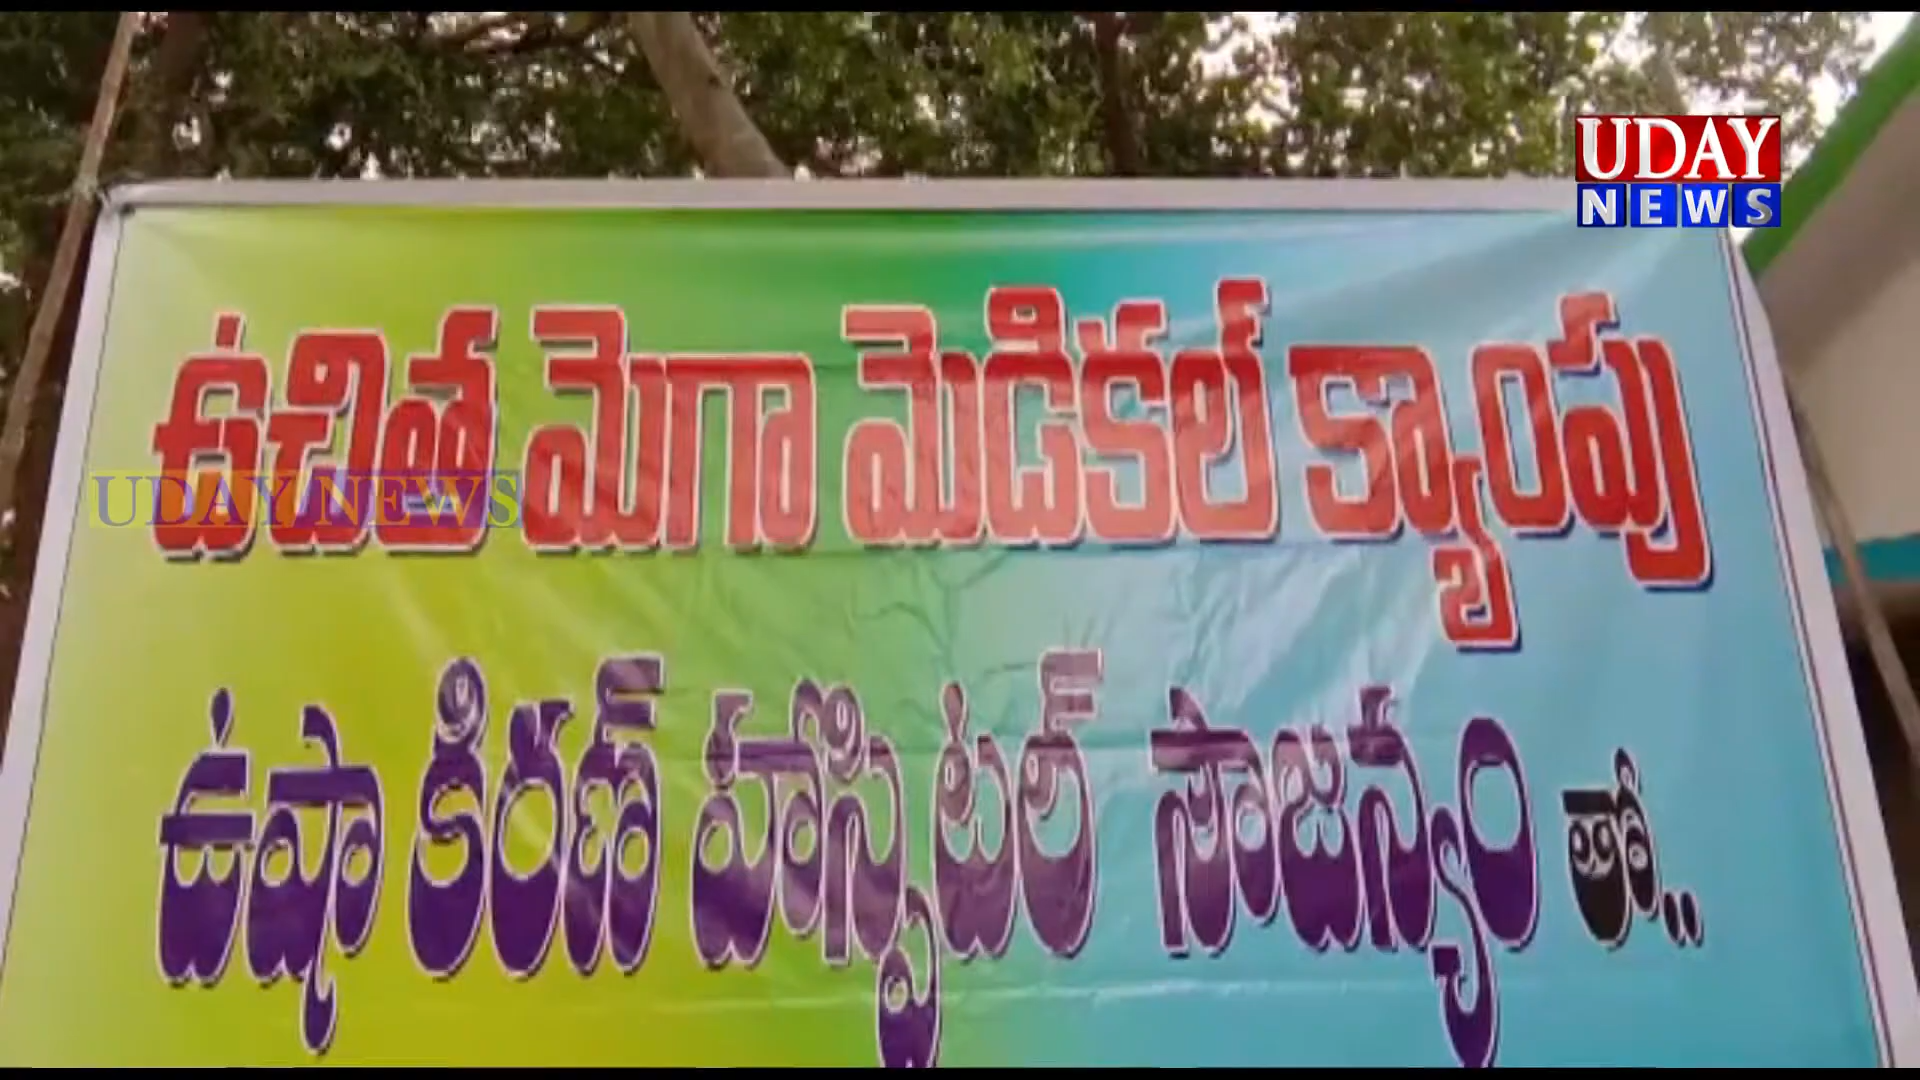 UDAY
NEWS
ఉచిత మెగా మెడికల్ క్యాంపు
UDAY NEWS
ఉష్మా కిరణ్ హాస్పిటల్ సౌజన్యం తో..